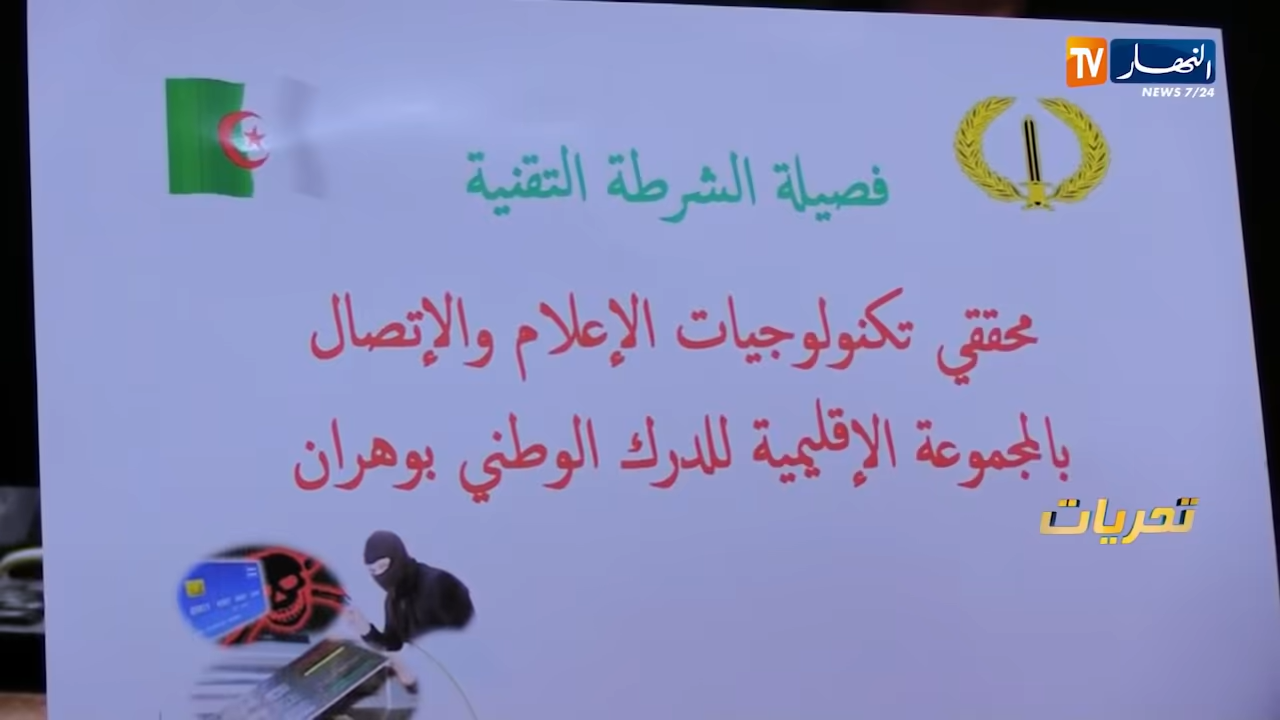 TV النهار
NEWS 7/24
فصيلة الشرطة التقنية
محققي تكنولوجيات الإعلام والإتصال
بالمجموعة الإقليمية للدرك الوطني بوهران
تحريات